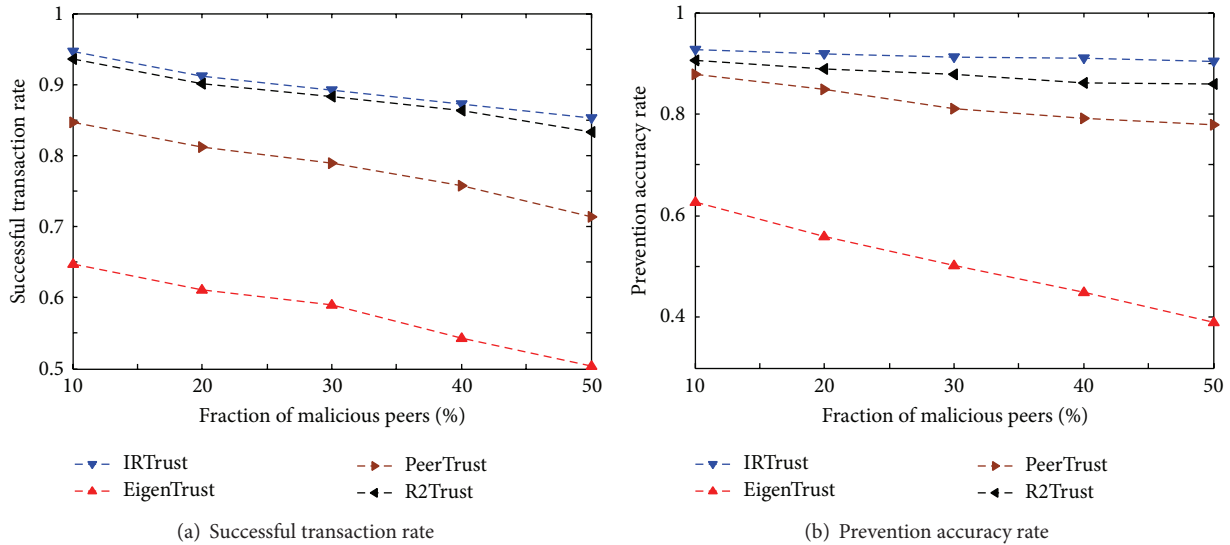 1
0.9
0.8
0.7
0.6
0.5
Successful transaction rate
10 20 30 40 50
Fraction of malicious peers (%)
IRTrust
EigenTrust
PeerTrust
R2Trust
(a) Successful transaction rate
1
0.8
0.6
0.4
Prevention accuracy rate
10 20 30 40 50
Fraction of malicious peers (%)
IRTrust
EigenTrust
PeerTrust
R2Trust
(b) Prevention accuracy rate